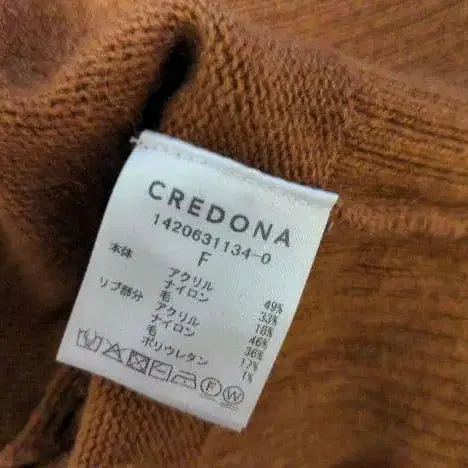 CREDONA
1420631134-0
F
本体 アクリル 49%
ナイロン 33%
毛 18%
リブ部分 アクリル 46%
ナイロン 36%
毛 17%
ポリウレタン 1%
F W